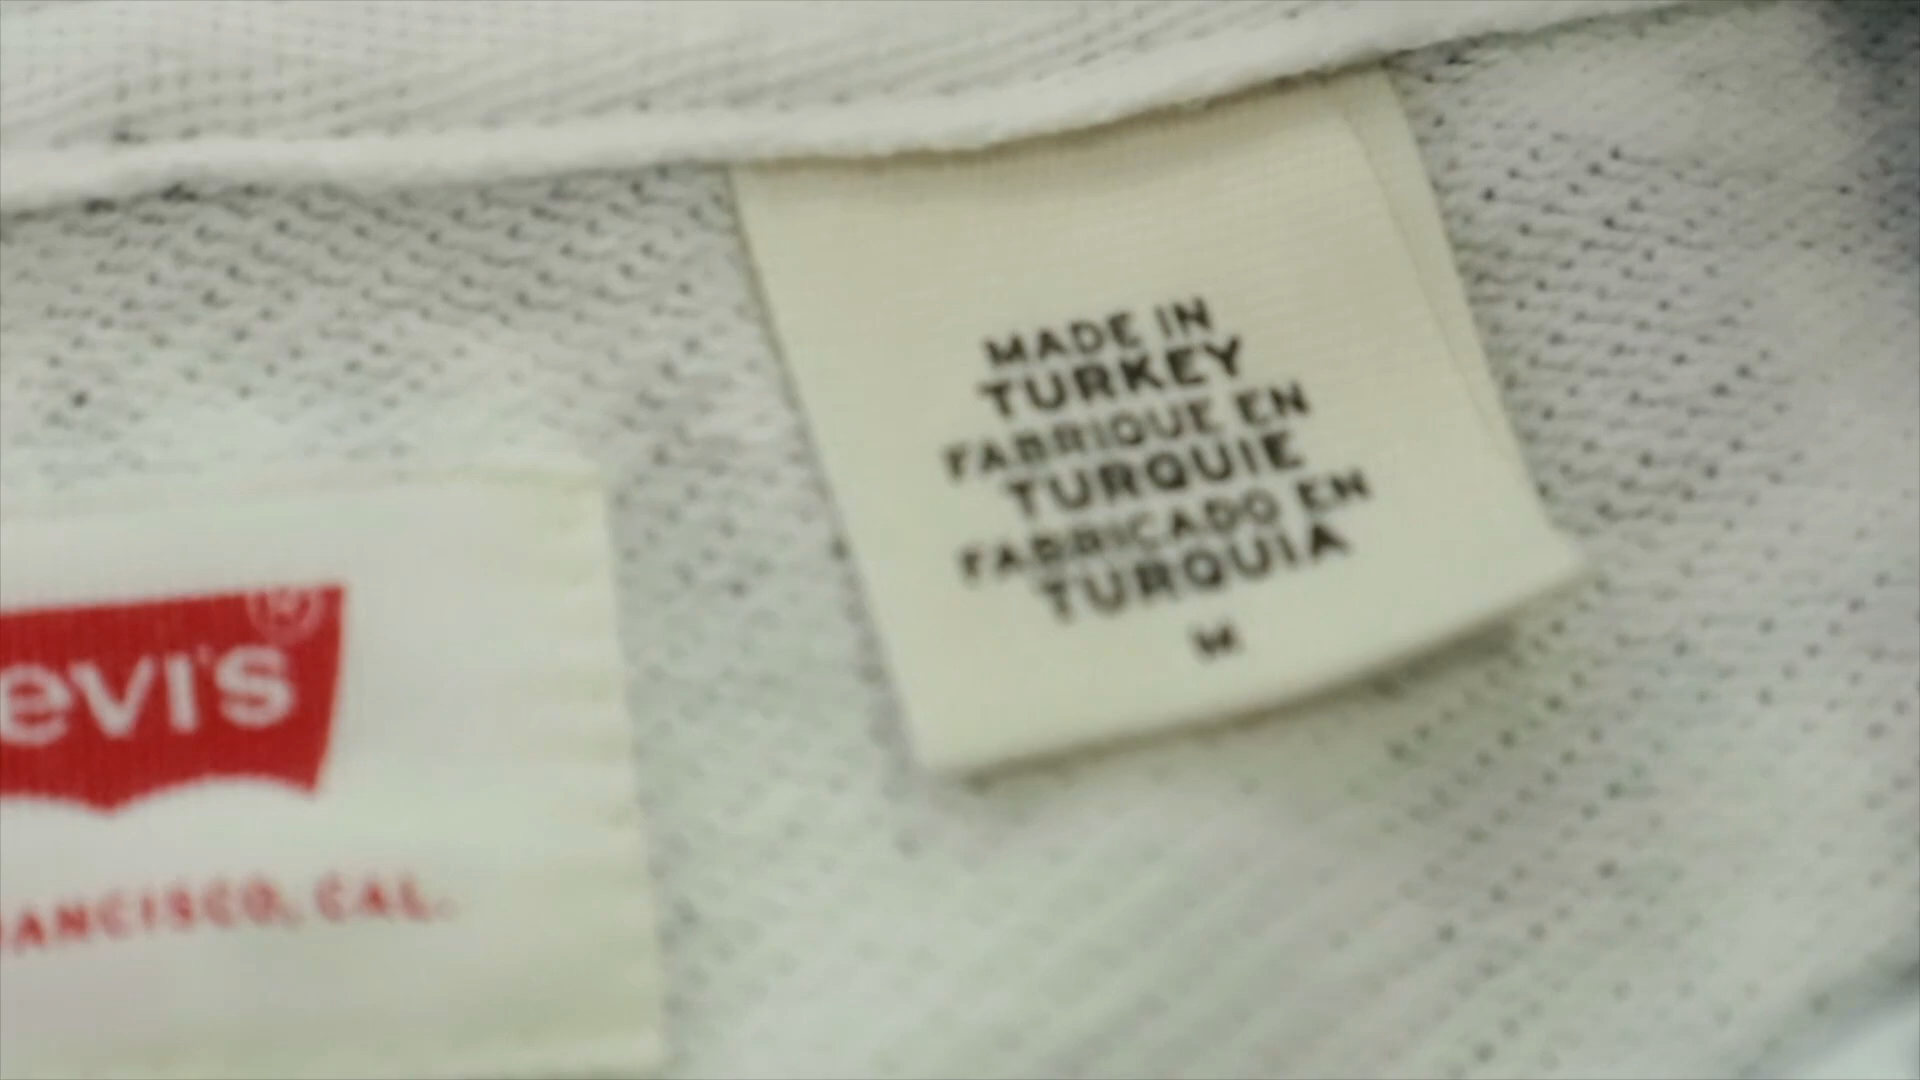 MADE IN
TURKEY
FABRIQUE EN
TURQUIE
FABRICADO EN
TURQUIA
M
evi's
ANCISCO, CAL.